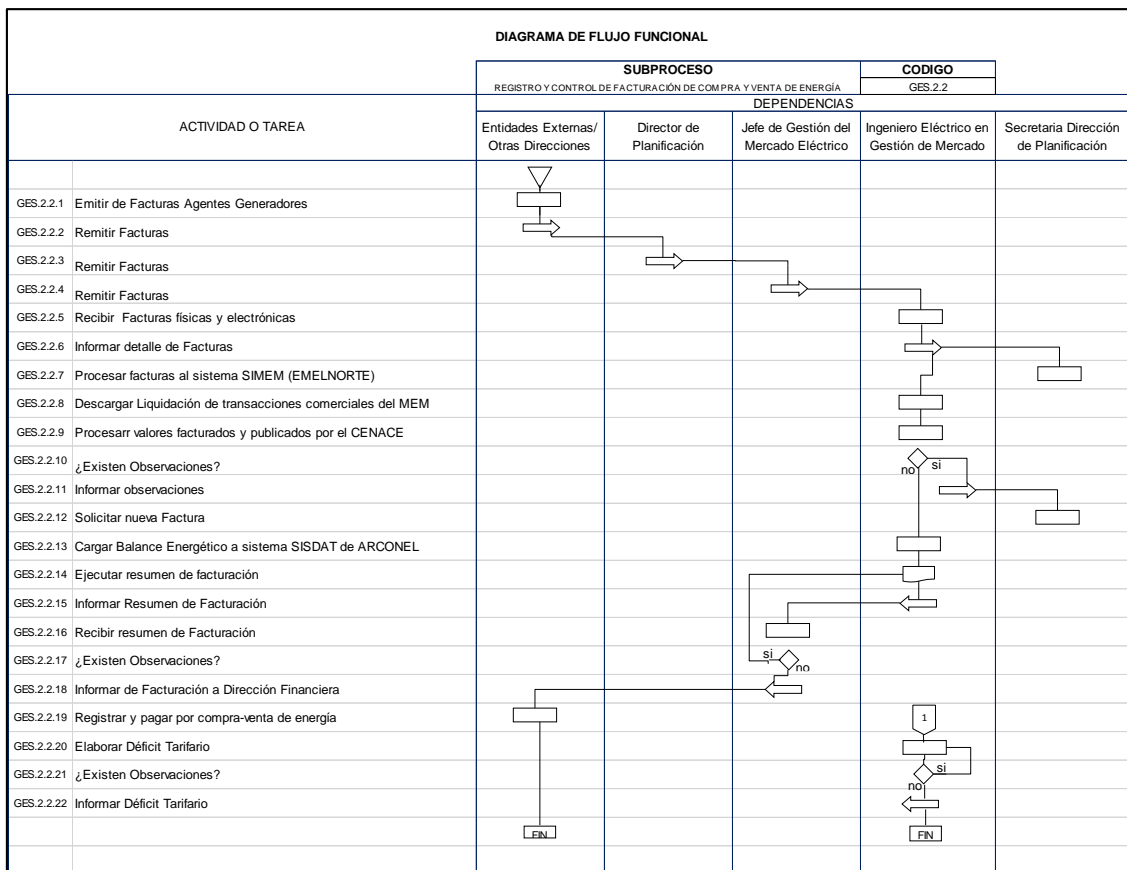 DIAGRAMA DE FLUJO FUNCIONAL
SUBPROCESO
CODIGO
REGISTRO Y CONTROL DE FACTURACIÓN DE COMPRA Y VENTA DE ENERGÍA
GES.2.2
DEPENDENCIAS
ACTIVIDAD O TAREA
Entidades Externas/
Otras Direcciones
Director de
Planificación
Jefe de Gestión del
Mercado Eléctrico
Ingeniero Eléctrico en
Gestión de Mercado
Secretaria Dirección
de Planificación
GES.2.2.1 Emitir de Facturas Agentes Generadores
GES.2.2.2 Remitir Facturas
GES.2.2.3 Remitir Facturas
GES.2.2.4 Remitir Facturas
GES.2.2.5 Recibir Facturas físicas y electrónicas
GES.2.2.6 Informar detalle de Facturas
GES.2.2.7 Procesar facturas al sistema SIMEM (EMELNORTE)
GES.2.2.8 Descargar Liquidación de transacciones comerciales del MEM
GES.2.2.9 Procesarr valores facturados y publicados por el CENACE
GES.2.2.10 ¿Existen Observaciones?
no si
GES.2.2.11 Informar observaciones
GES.2.2.12 Solicitar nueva Factura
GES.2.2.13 Cargar Balance Energético a sistema SISDAT de ARCONEL
GES.2.2.14 Ejecutar resumen de facturación
GES.2.2.15 Informar Resumen de Facturación
GES.2.2.16 Recibir resumen de Facturación
GES.2.2.17 ¿Existen Observaciones?
si no
GES.2.2.18 Informar de Facturación a Dirección Financiera
GES.2.2.19 Registrar y pagar por compra-venta de energía
1
GES.2.2.20 Elaborar Déficit Tarifario
GES.2.2.21 ¿Existen Observaciones?
si
no
GES.2.2.22 Informar Déficit Tarifario
FIN
FIN